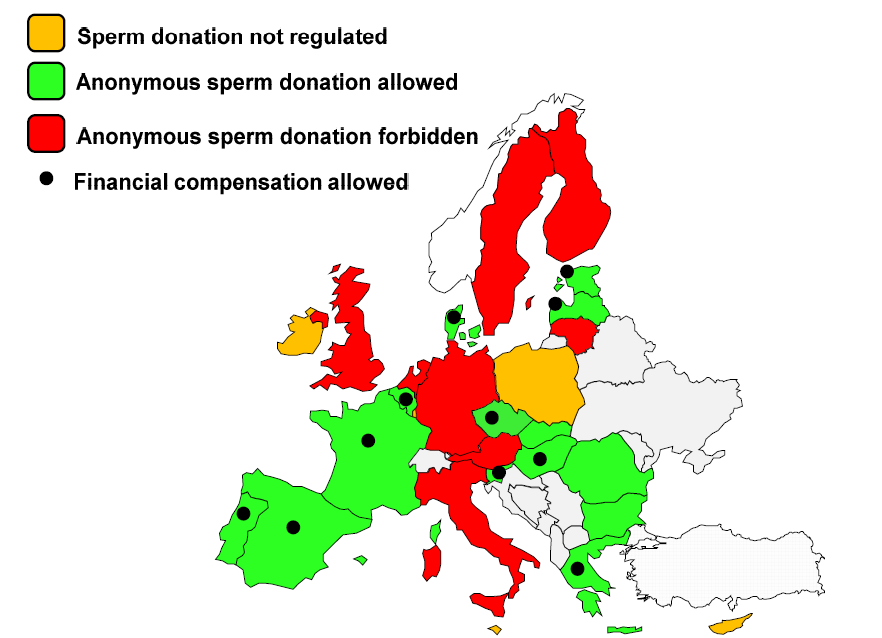 Sperm donation not regulated
Anonymous sperm donation allowed
Anonymous sperm donation forbidden
Financial compensation allowed